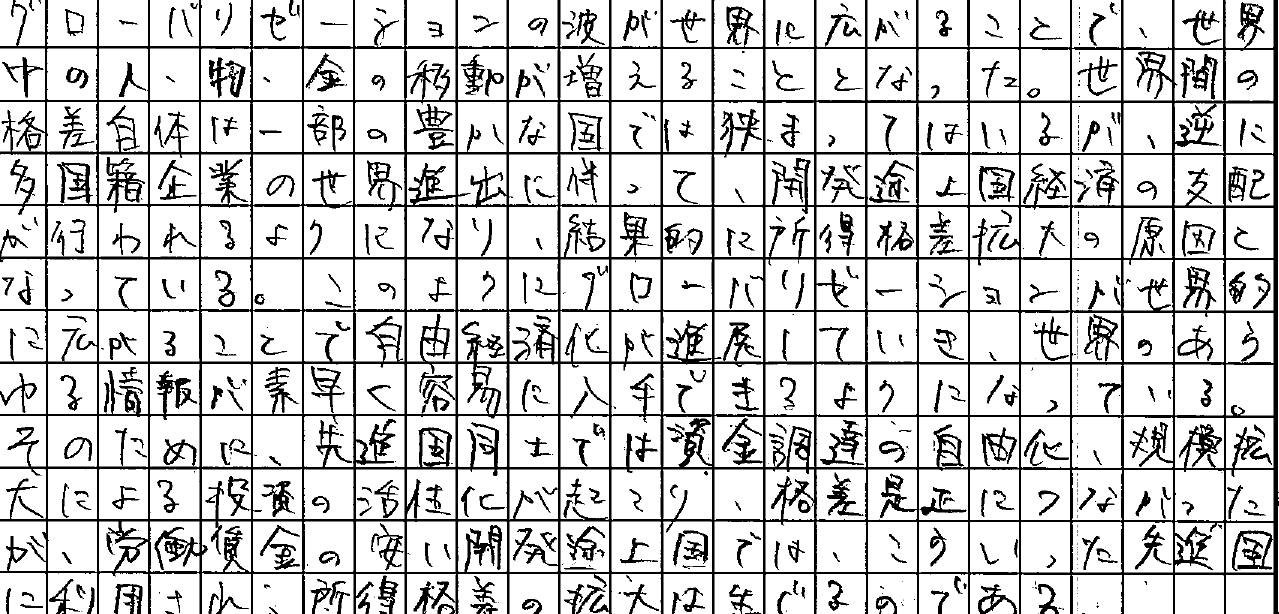 グローバリゼーションの波が世界に広がることで、世界
中の人、物、金の移動が増えることとなった。世界間の
格差自体は一部の豊かな国では狭まってはいるが、逆に
多国籍企業の世界進出に伴って、開発途上国経済の支配
が行われるようになり、結果的に所得格差拡大の原因と
なっている。このようにグローバリゼーションが世界的
に広がることで自由経済化が進展していき、世界のあら
ゆる情報が素早く容易に入手できるようになっている。
そのために、先進国同士では資金調達の自由化、規模拡
大による投資の活性化が起こり、格差是正につながった
が、労働賃金の安い開発途上国では、こういった先進国
に利用され、所得格差の拡大は生じるのである。